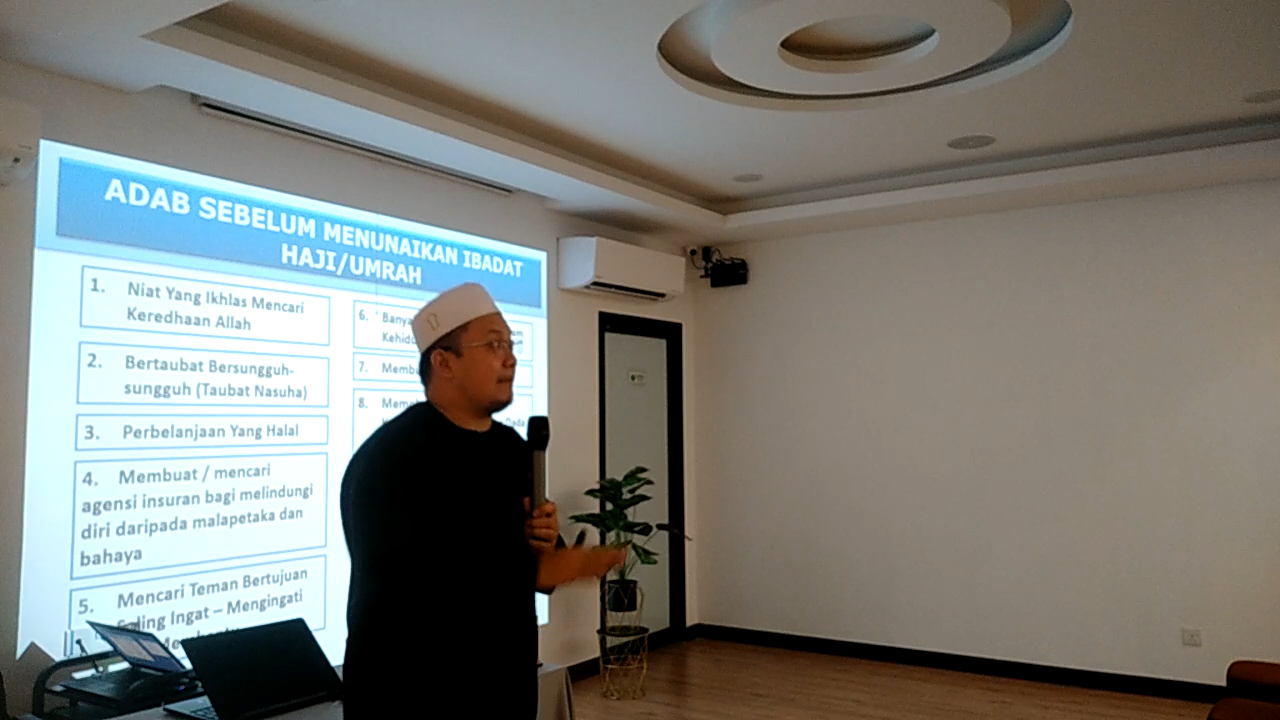 ADAB SEBELUM MENUNAIKAN IBADAT
HAJI/UMRAH
1. Niat Yang Ikhlas Mencari
Keredhaan Allah
2. Bertaubat Bersungguh-
sungguh (Taubat Nasuha)
3. Perbelanjaan Yang Halal
4. Membuat / mencari
agensi insuran bagi melindungi
diri daripada malapetaka dan
bahaya
5. Mencari Teman Bertujuan
Saling Ingat – Mengingati
6.
7.
8.